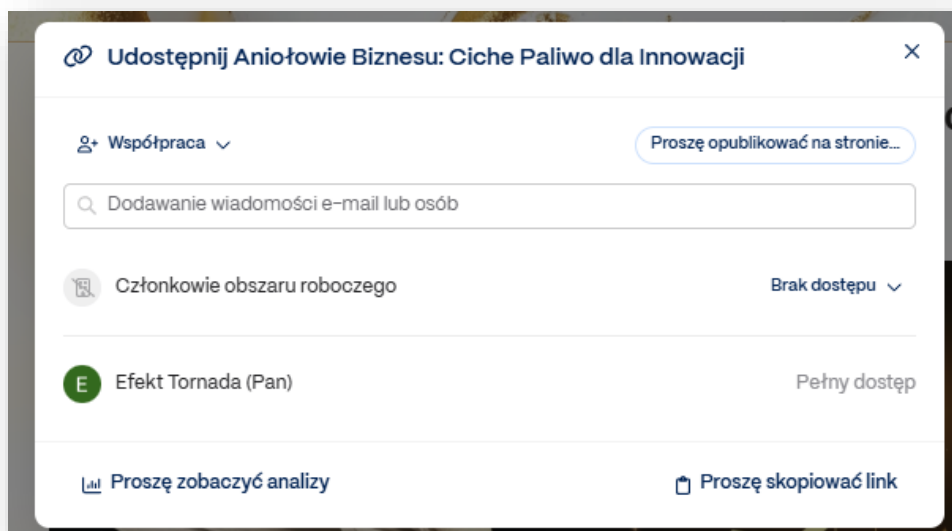 Udostępnij Aniołowie Biznesu: Ciche Paliwo dla Innowacji
Współpraca
Proszę opublikować na stronie...
Dodawanie wiadomości e-mail lub osób
Członkowie obszaru roboczego
Brak dostępu
E
Efekt Tornada (Pan)
Pełny dostęp
Proszę zobaczyć analizy
Proszę skopiować link